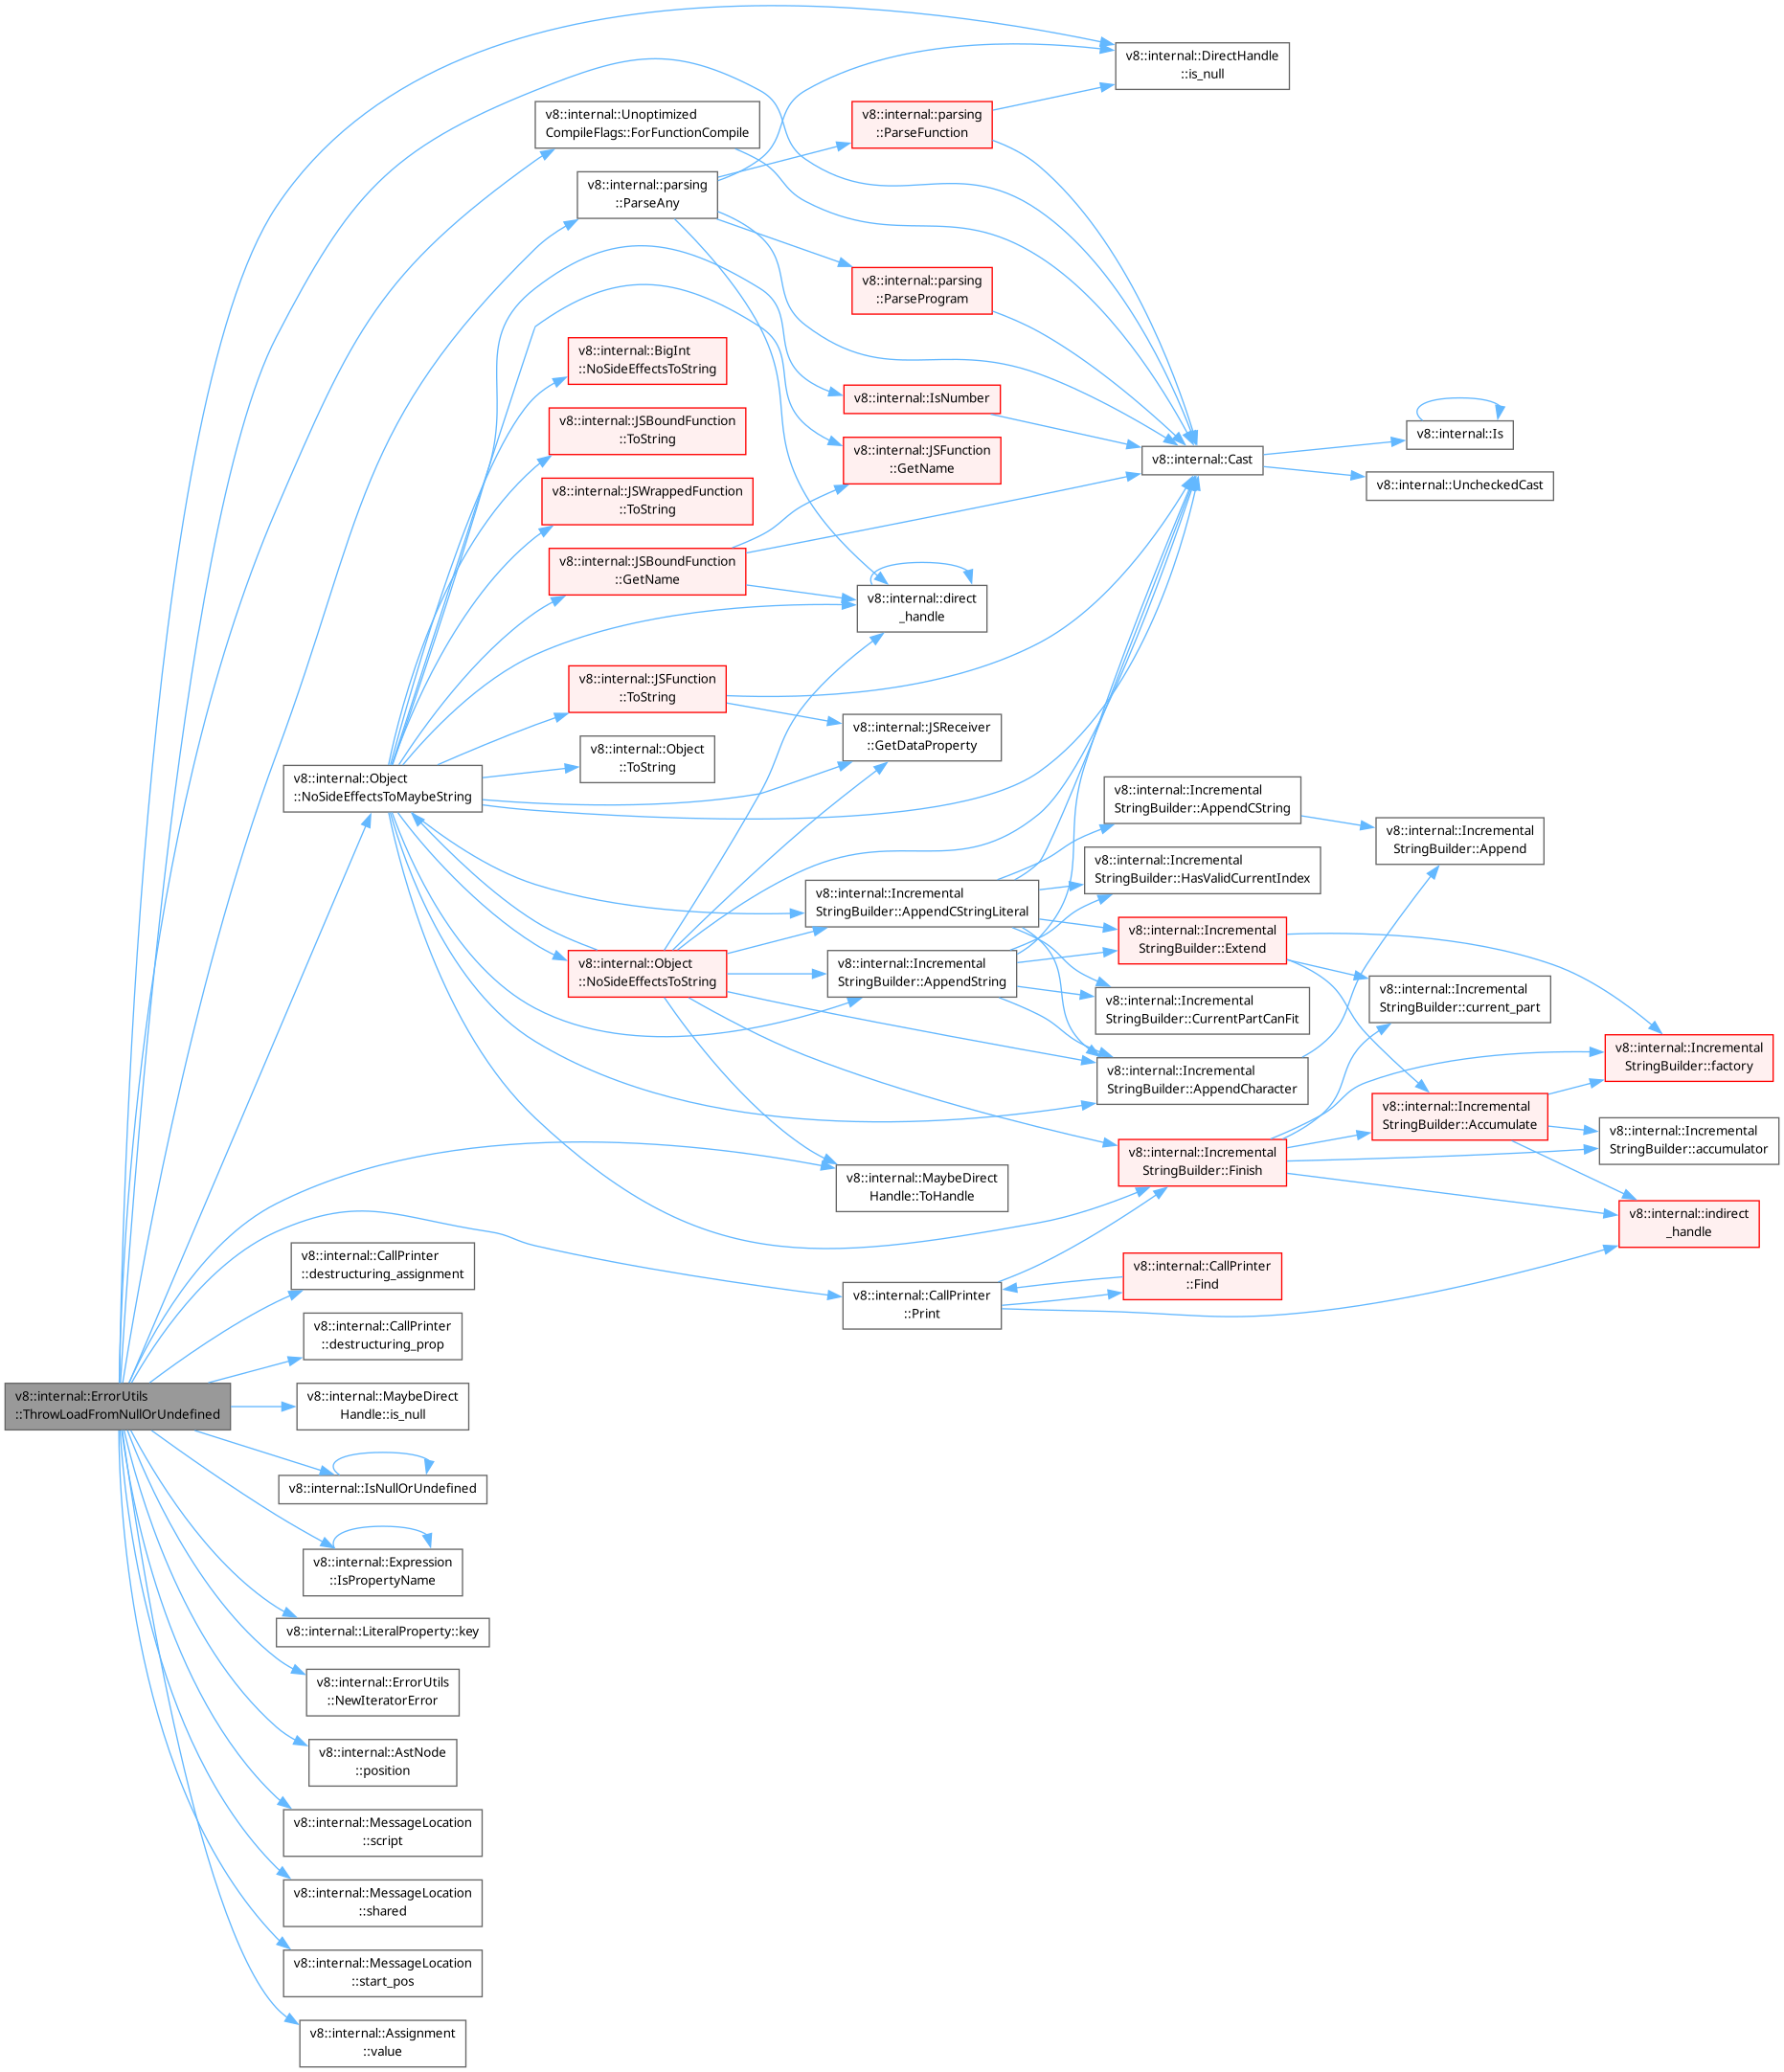 v8::internal::DirectHandle
::is_null
v8::internal::Unoptimized
CompileFlags::ForFunctionCompile
v8::internal::parsing
::ParseFunction
v8::internal::parsing
::ParseAny
v8::internal::parsing
::ParseProgram
v8::internal::BigInt
::NoSideEffectsToString
v8::internal::IsNumber
v8::internal::JSBoundFunction
::ToString
v8::internal::Is
v8::internal::JSFunction
::GetName
v8::internal::Cast
v8::internal::UncheckedCast
v8::internal::JSWrappedFunction
::ToString
v8::internal::JSBoundFunction
::GetName
v8::internal::direct
_handle
v8::internal::JSFunction
::ToString
v8::internal::JSReceiver
::GetDataProperty
v8::internal::Object
::ToString
v8::internal::Object
::NoSideEffectsToMaybeString
v8::internal::Incremental
StringBuilder::AppendCString
v8::internal::Incremental
StringBuilder::Append
v8::internal::Incremental
StringBuilder::HasValidCurrentIndex
v8::internal::Incremental
StringBuilder::AppendCStringLiteral
v8::internal::Incremental
StringBuilder::Extend
v8::internal::Object
::NoSideEffectsToString
v8::internal::Incremental
StringBuilder::AppendString
v8::internal::Incremental
StringBuilder::CurrentPartCanFit
v8::internal::Incremental
StringBuilder::current_part
v8::internal::Incremental
StringBuilder::factory
v8::internal::Incremental
StringBuilder::AppendCharacter
v8::internal::Incremental
StringBuilder::Accumulate
v8::internal::Incremental
StringBuilder::accumulator
v8::internal::Incremental
StringBuilder::Finish
v8::internal::MaybeDirect
Handle::ToHandle
v8::internal::indirect
_handle
v8::internal::CallPrinter
::destructuring_assignment
v8::internal::CallPrinter
::Find
v8::internal::CallPrinter
::Print
v8::internal::CallPrinter
::destructuring_prop
v8::internal::ErrorUtils
::ThrowLoadFromNullOrUndefined
v8::internal::MaybeDirect
Handle::is_null
v8::internal::IsNullOrUndefined
v8::internal::Expression
::IsPropertyName
v8::internal::LiteralProperty::key
v8::internal::ErrorUtils
::NewIteratorError
v8::internal::AstNode
::position
v8::internal::MessageLocation
::script
v8::internal::MessageLocation
::shared
v8::internal::MessageLocation
::start_pos
v8::internal::Assignment
::value